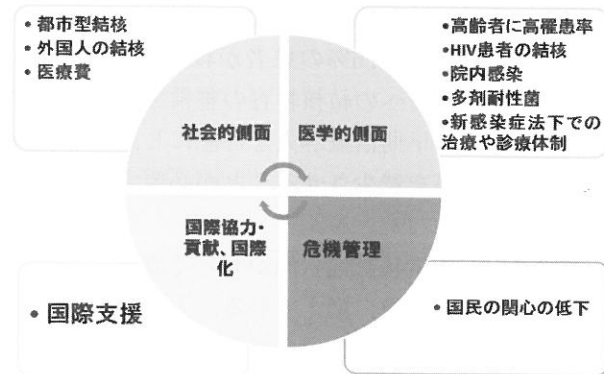 • 都市型結核
• 外国人の結核
• 医療費
•高齢者に高罹患率
•HIV患者の結核
•院内感染
•多剤耐性菌
•新感染症法下での
治療や診療体制
社会的側面
医学的側面
国際協力・
貢献、国際
化
危機管理
• 国際支援
• 国民の関心の低下